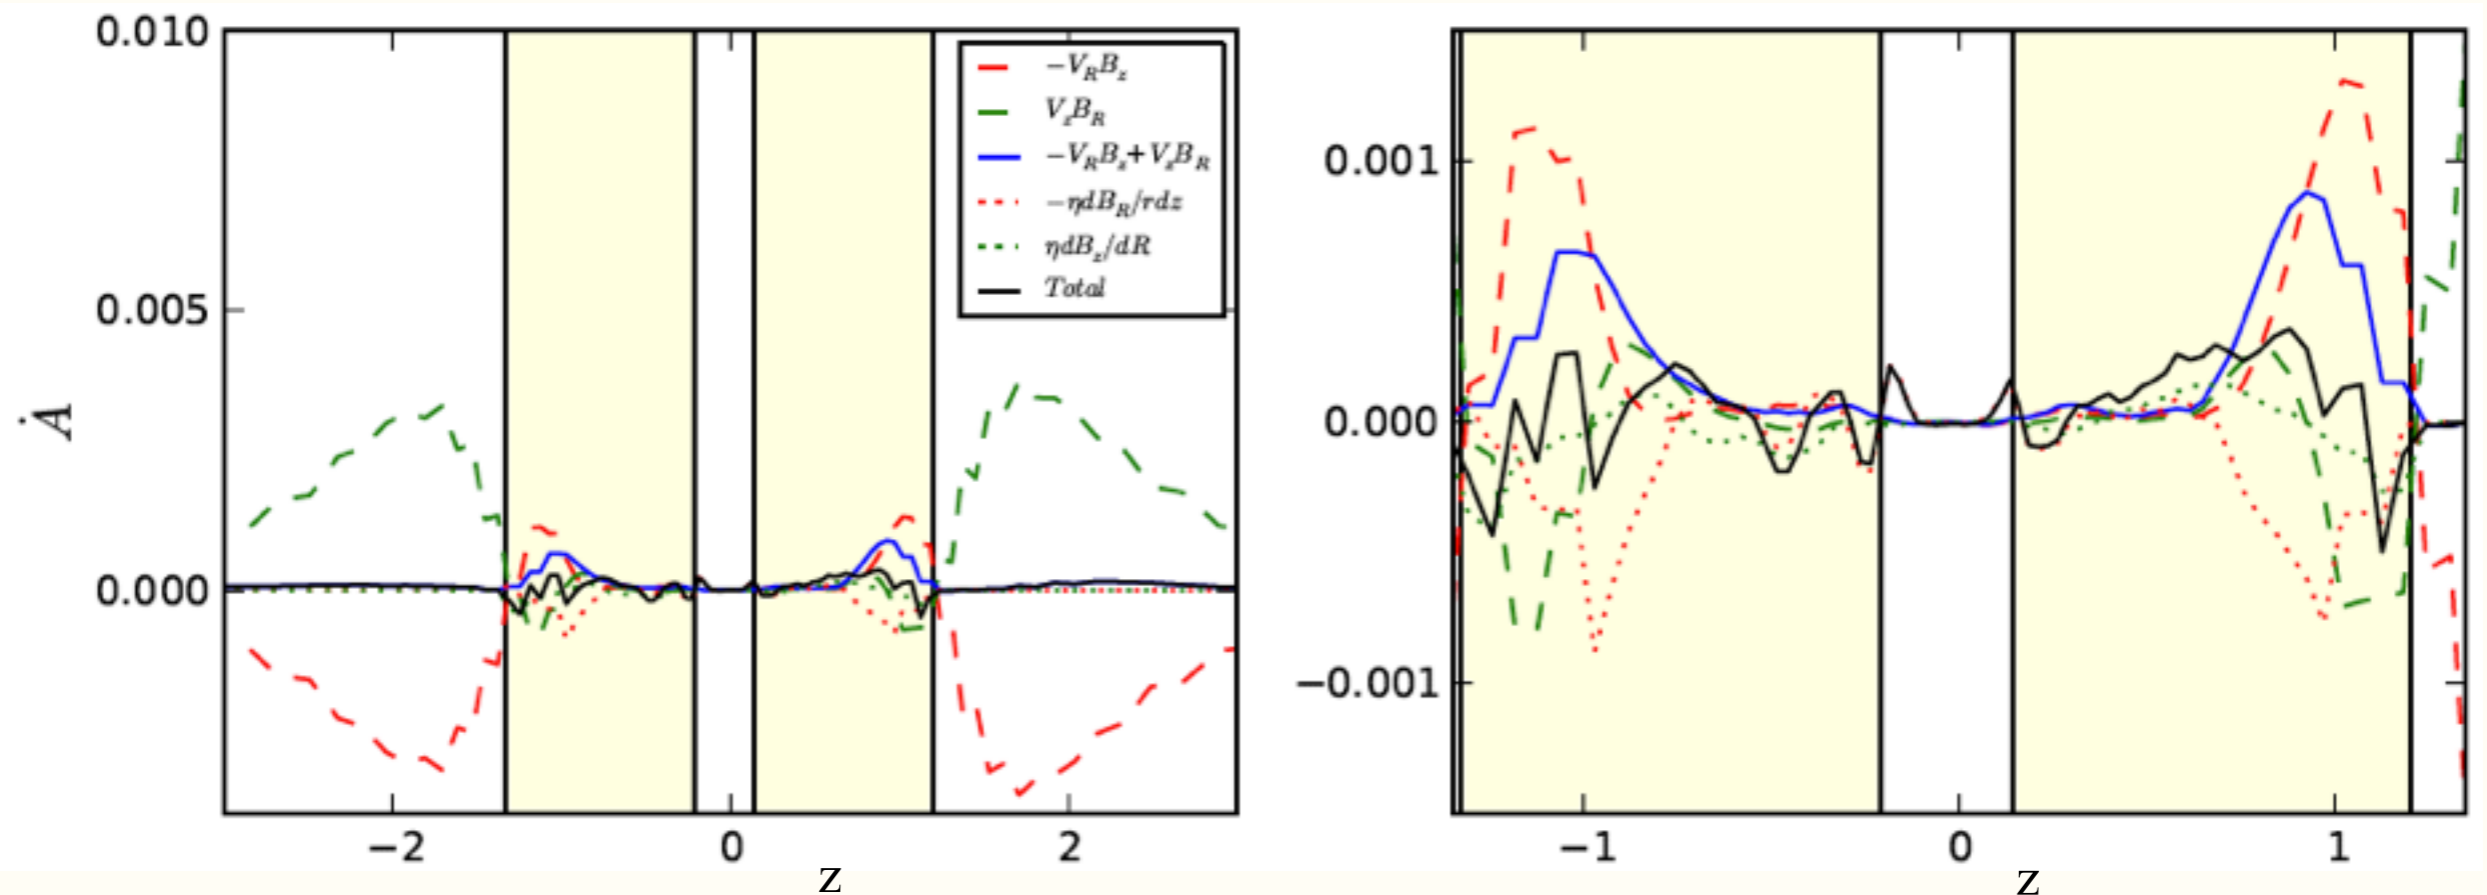 0.010
0.005
0.000
Ȧ
−2
0
2
z
−V_R B_z
V_z B_R
−V_R B_z + V_z B_R
−ηdB_R/rdz
ηdB_z/dR
Total
0.001
0.000
−0.001
−1
0
1
z